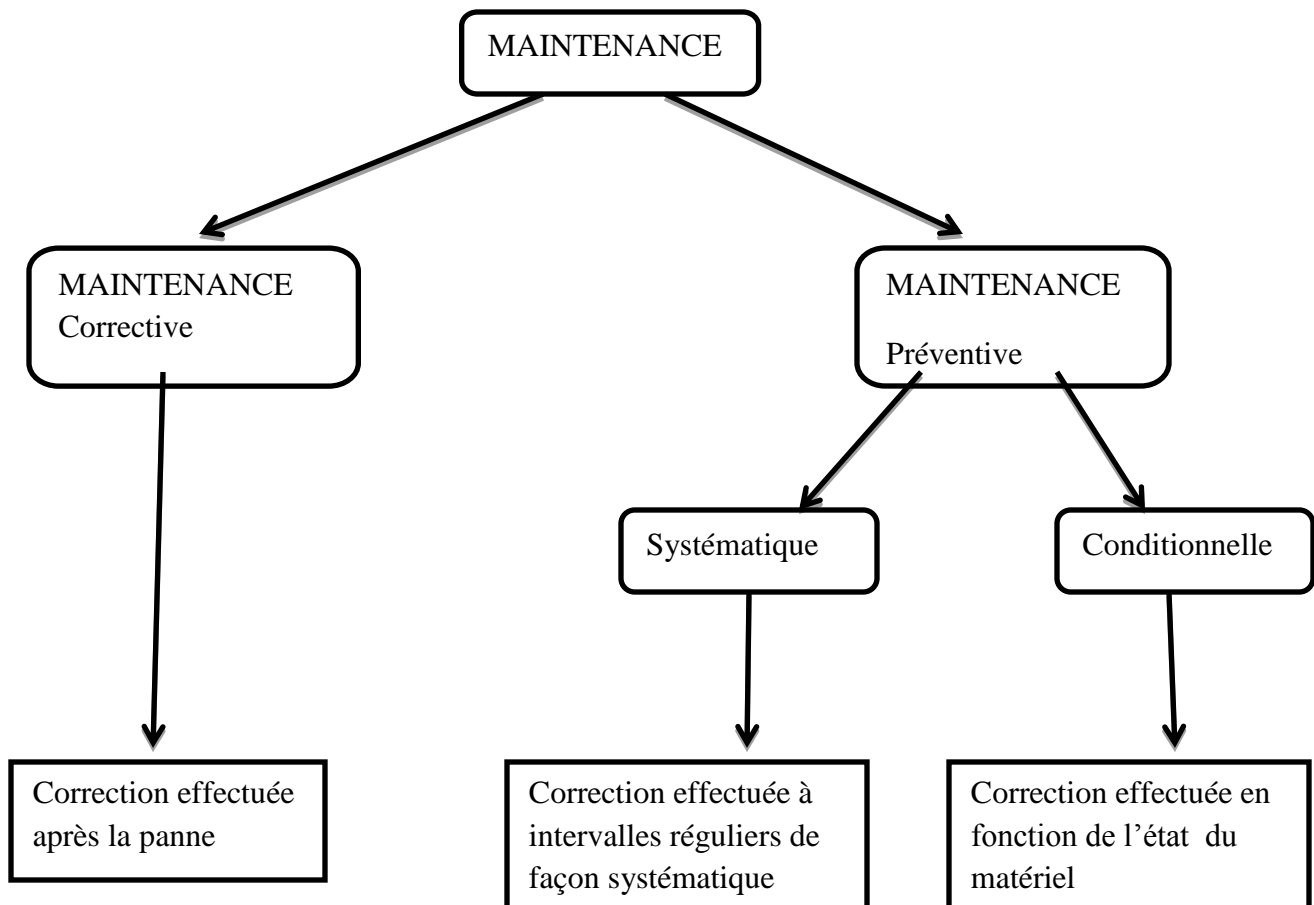 MAINTENANCE
MAINTENANCE
Corrective
MAINTENANCE
Préventive
Systématique
Conditionnelle
Correction effectuée
après la panne
Correction effectuée à
intervalles réguliers de
façon systématique
Correction effectuée en
fonction de l’état  du
matériel